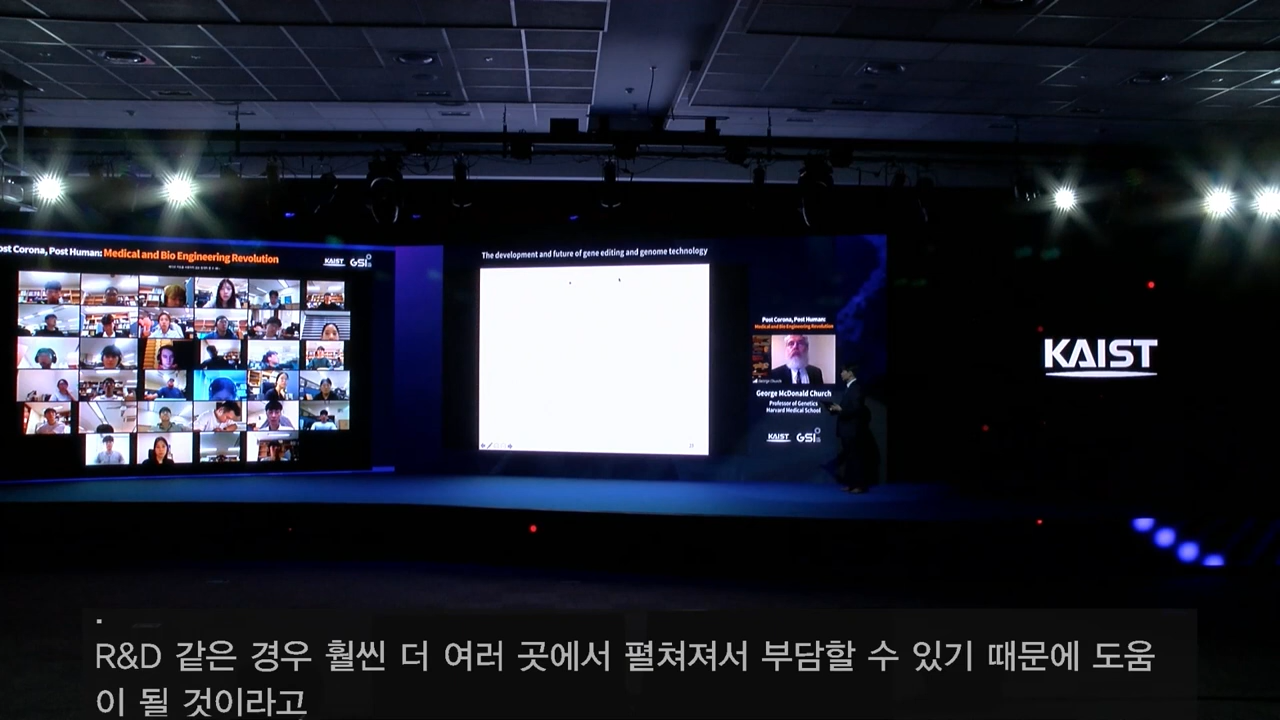 ost Corona, Post Human: Medical and Bio Engineering Revolution
KAIST GSI
The development and future of gene editing and genome technology
Post Corona, Post Human:
Medical and Bio Engineering Revolution
George McDonald Church
Professor of Genetics
Harvard Medical School
KAIST GSI
KAIST
.
R&D 같은 경우 훨씬 더 여러 곳에서 펼쳐져서 부담할 수 있기 때문에 도움
이 될 것이라고